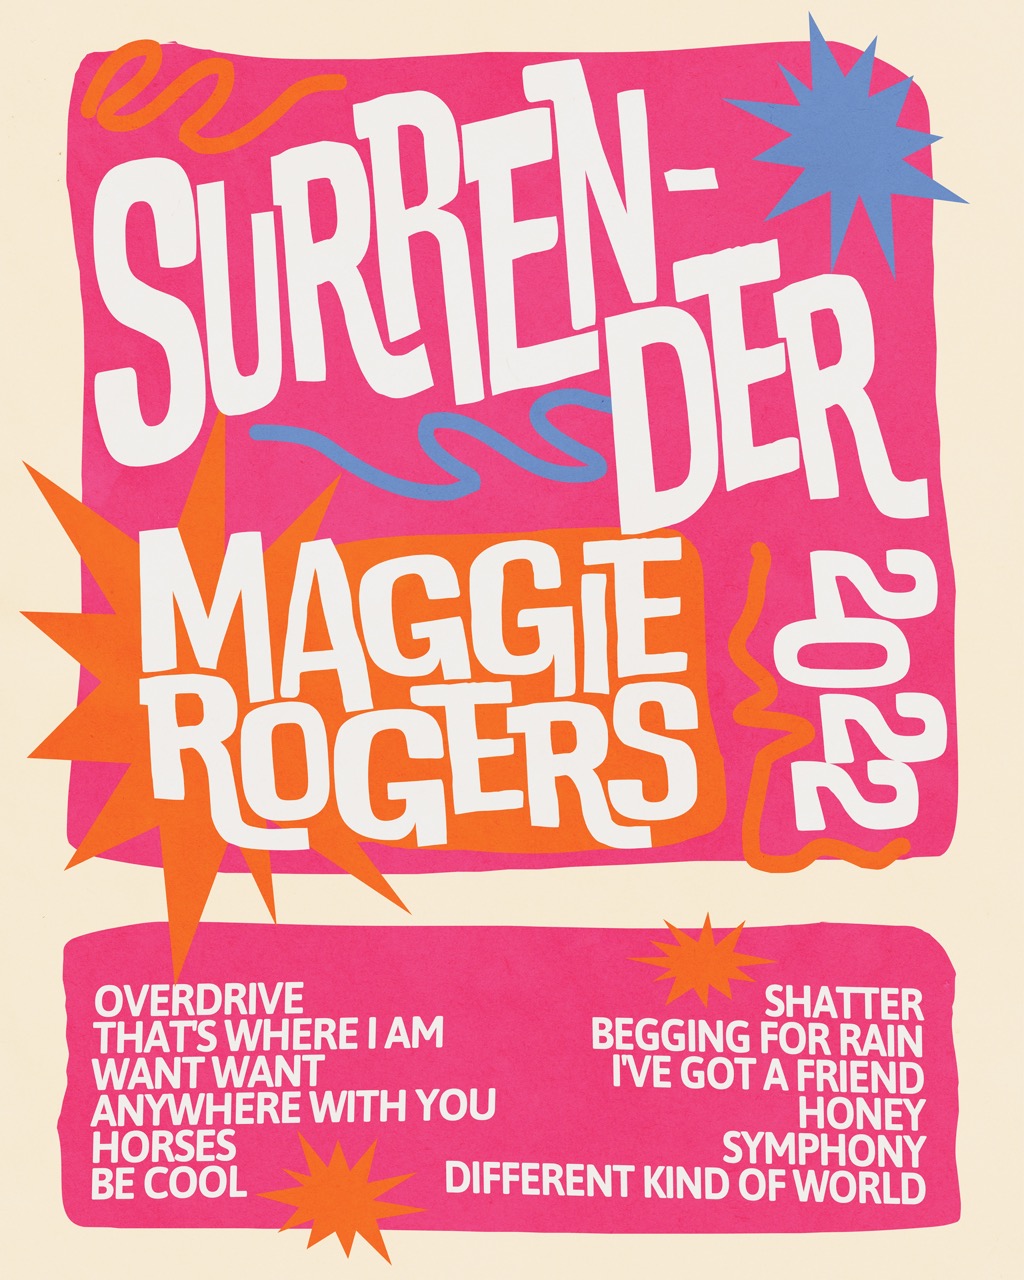 SURREN-
DER
MAGGIE
ROGERS
2022
OVERDRIVE
THAT'S WHERE I AM
WANT WANT
ANYWHERE WITH YOU
HORSES
BE COOL
SHATTER
BEGGING FOR RAIN
I'VE GOT A FRIEND
HONEY
SYMPHONY
DIFFERENT KIND OF WORLD